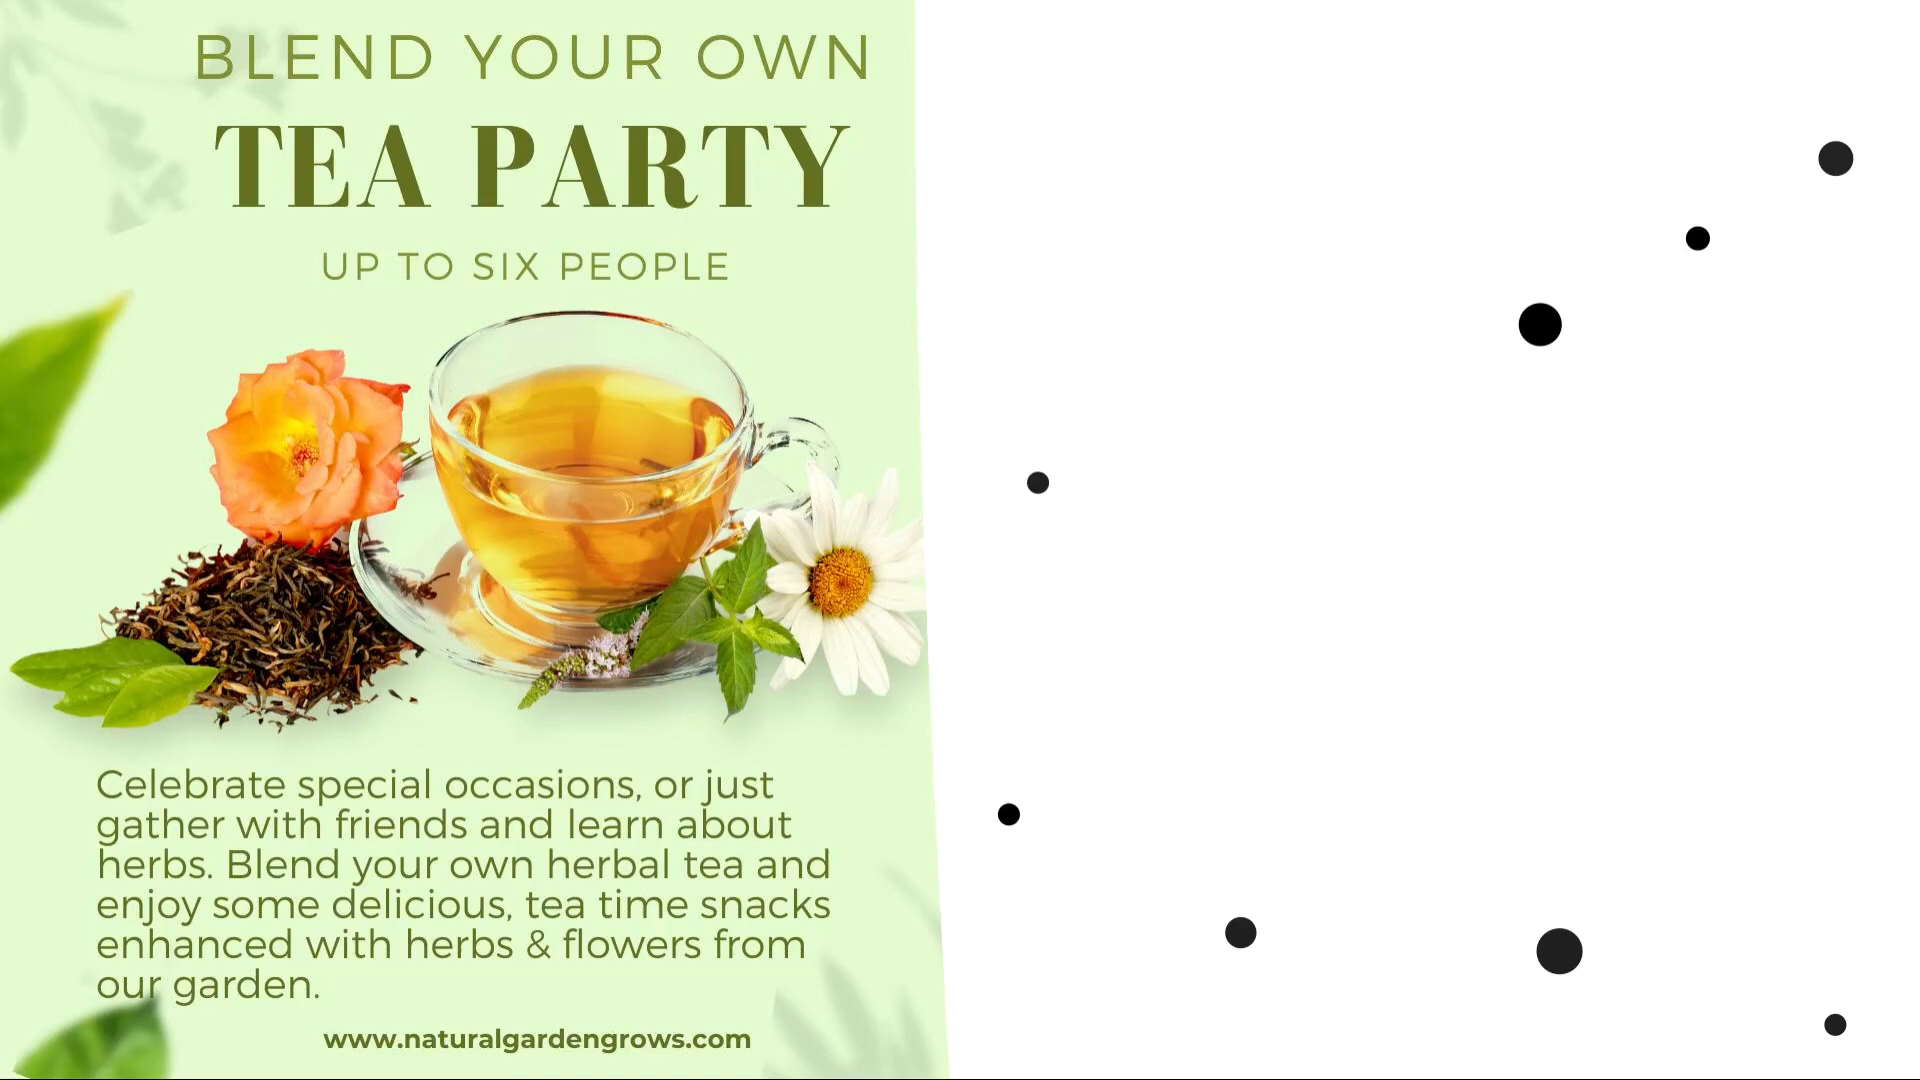 BLEND YOUR OWN
TEA PARTY
UP TO SIX PEOPLE
Celebrate special occasions, or just
gather with friends and learn about
herbs. Blend your own herbal tea and
enjoy some delicious, tea time snacks
enhanced with herbs & flowers from
our garden.
www.naturalgardengrows.com